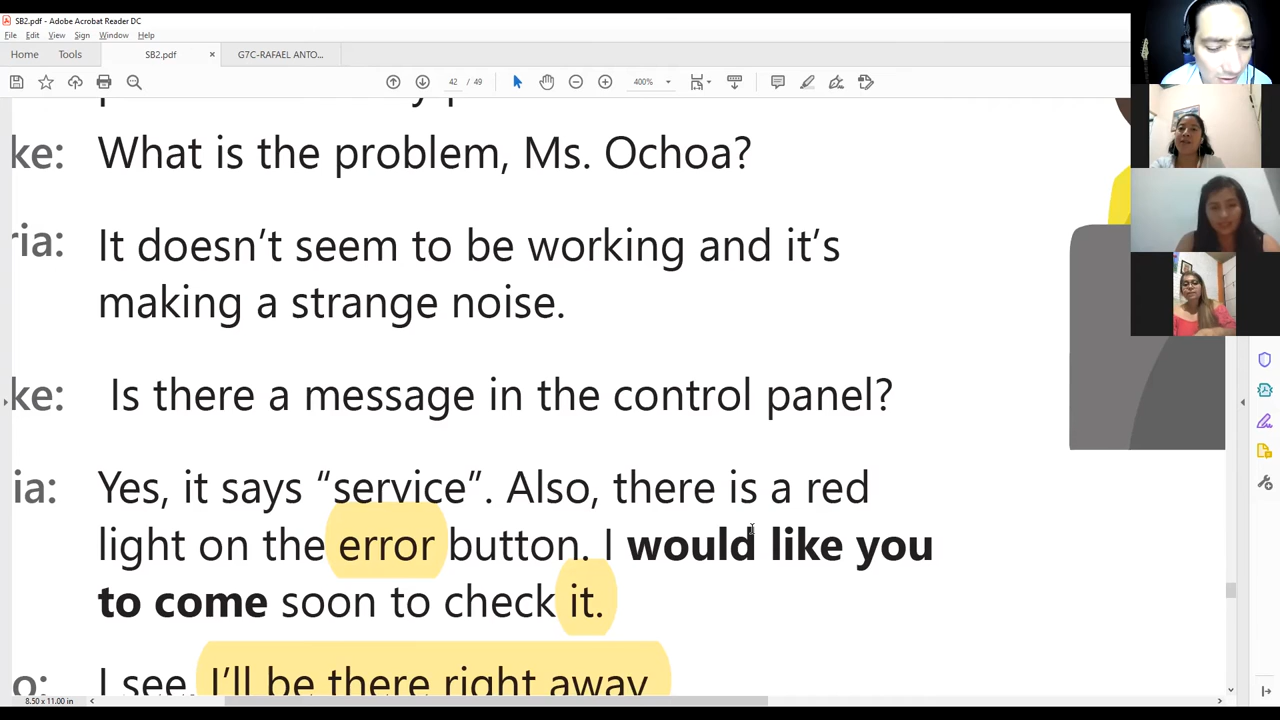 SB2.pdf - Adobe Acrobat Reader DC
File Edit View Sign Window Help
Home Tools SB2.pdf × G7C-RAFAEL ANTO...
42 / 49 400%
ke: What is the problem, Ms. Ochoa?
ria: It doesn't seem to be working and it's
making a strange noise.
ke: Is there a message in the control panel?
ia: Yes, it says “service”. Also, there is a red
light on the error button. I would like you
to come soon to check it.
o: I see. I'll be there right away
8.50 x 11.00 in